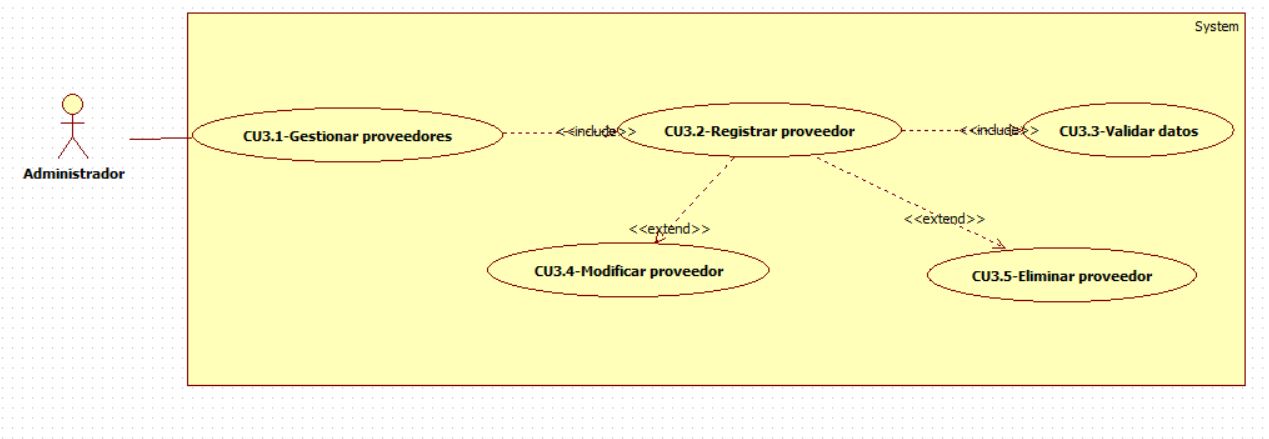 System
CU3.1-Gestionar proveedores
<<include>>
CU3.2-Registrar proveedor
<<include>>
CU3.3-Validar datos
Administrador
<<extend>>
<<extend>>
CU3.4-Modificar proveedor
CU3.5-Eliminar proveedor